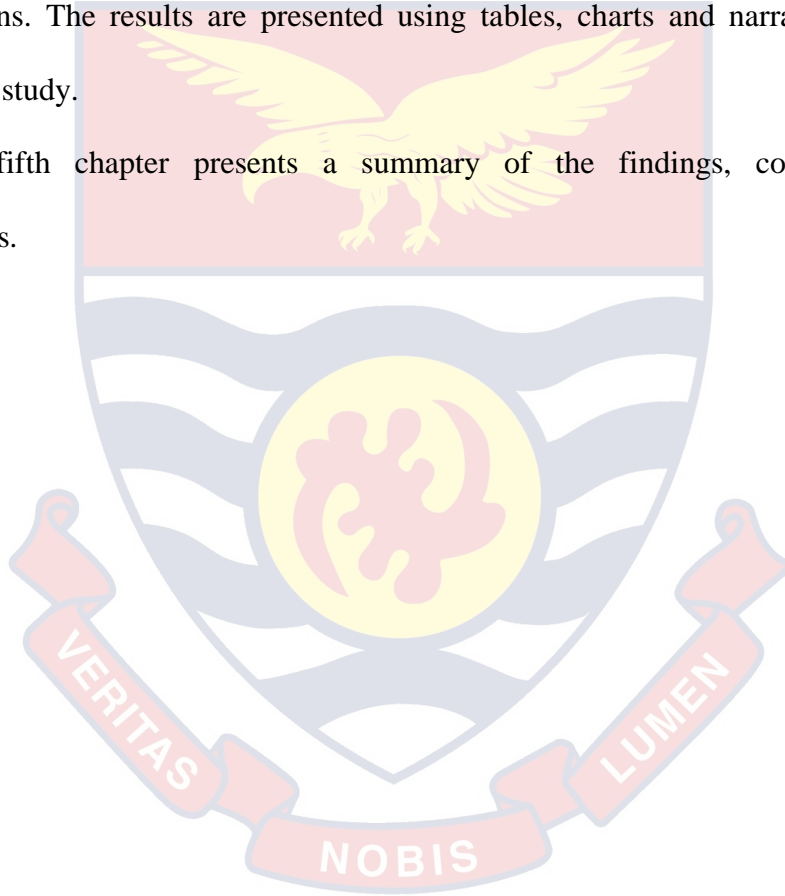 ns. The results are presented using tables, charts and narra
study.
fifth chapter presents a summary of the findings, co
s.
VERITAS
NOBIS
LUMEN